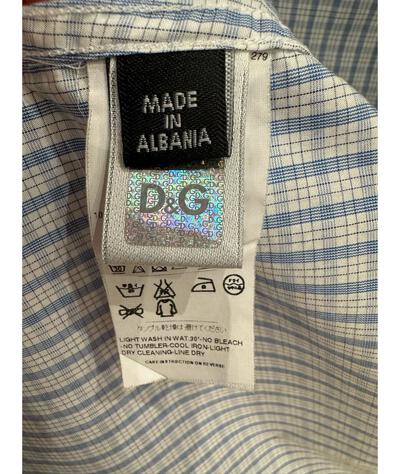 279
MADE
IN
ALBANIA
D&G
タンブル乾燥は避けてください
LIGHT WASH IN WAT.30°-NO BLEACH
-NO TUMBLER-COOL IRON-LIGHT
DRY CLEANING-LINE DRY
CARE INSTRUCTION ON REVERSE